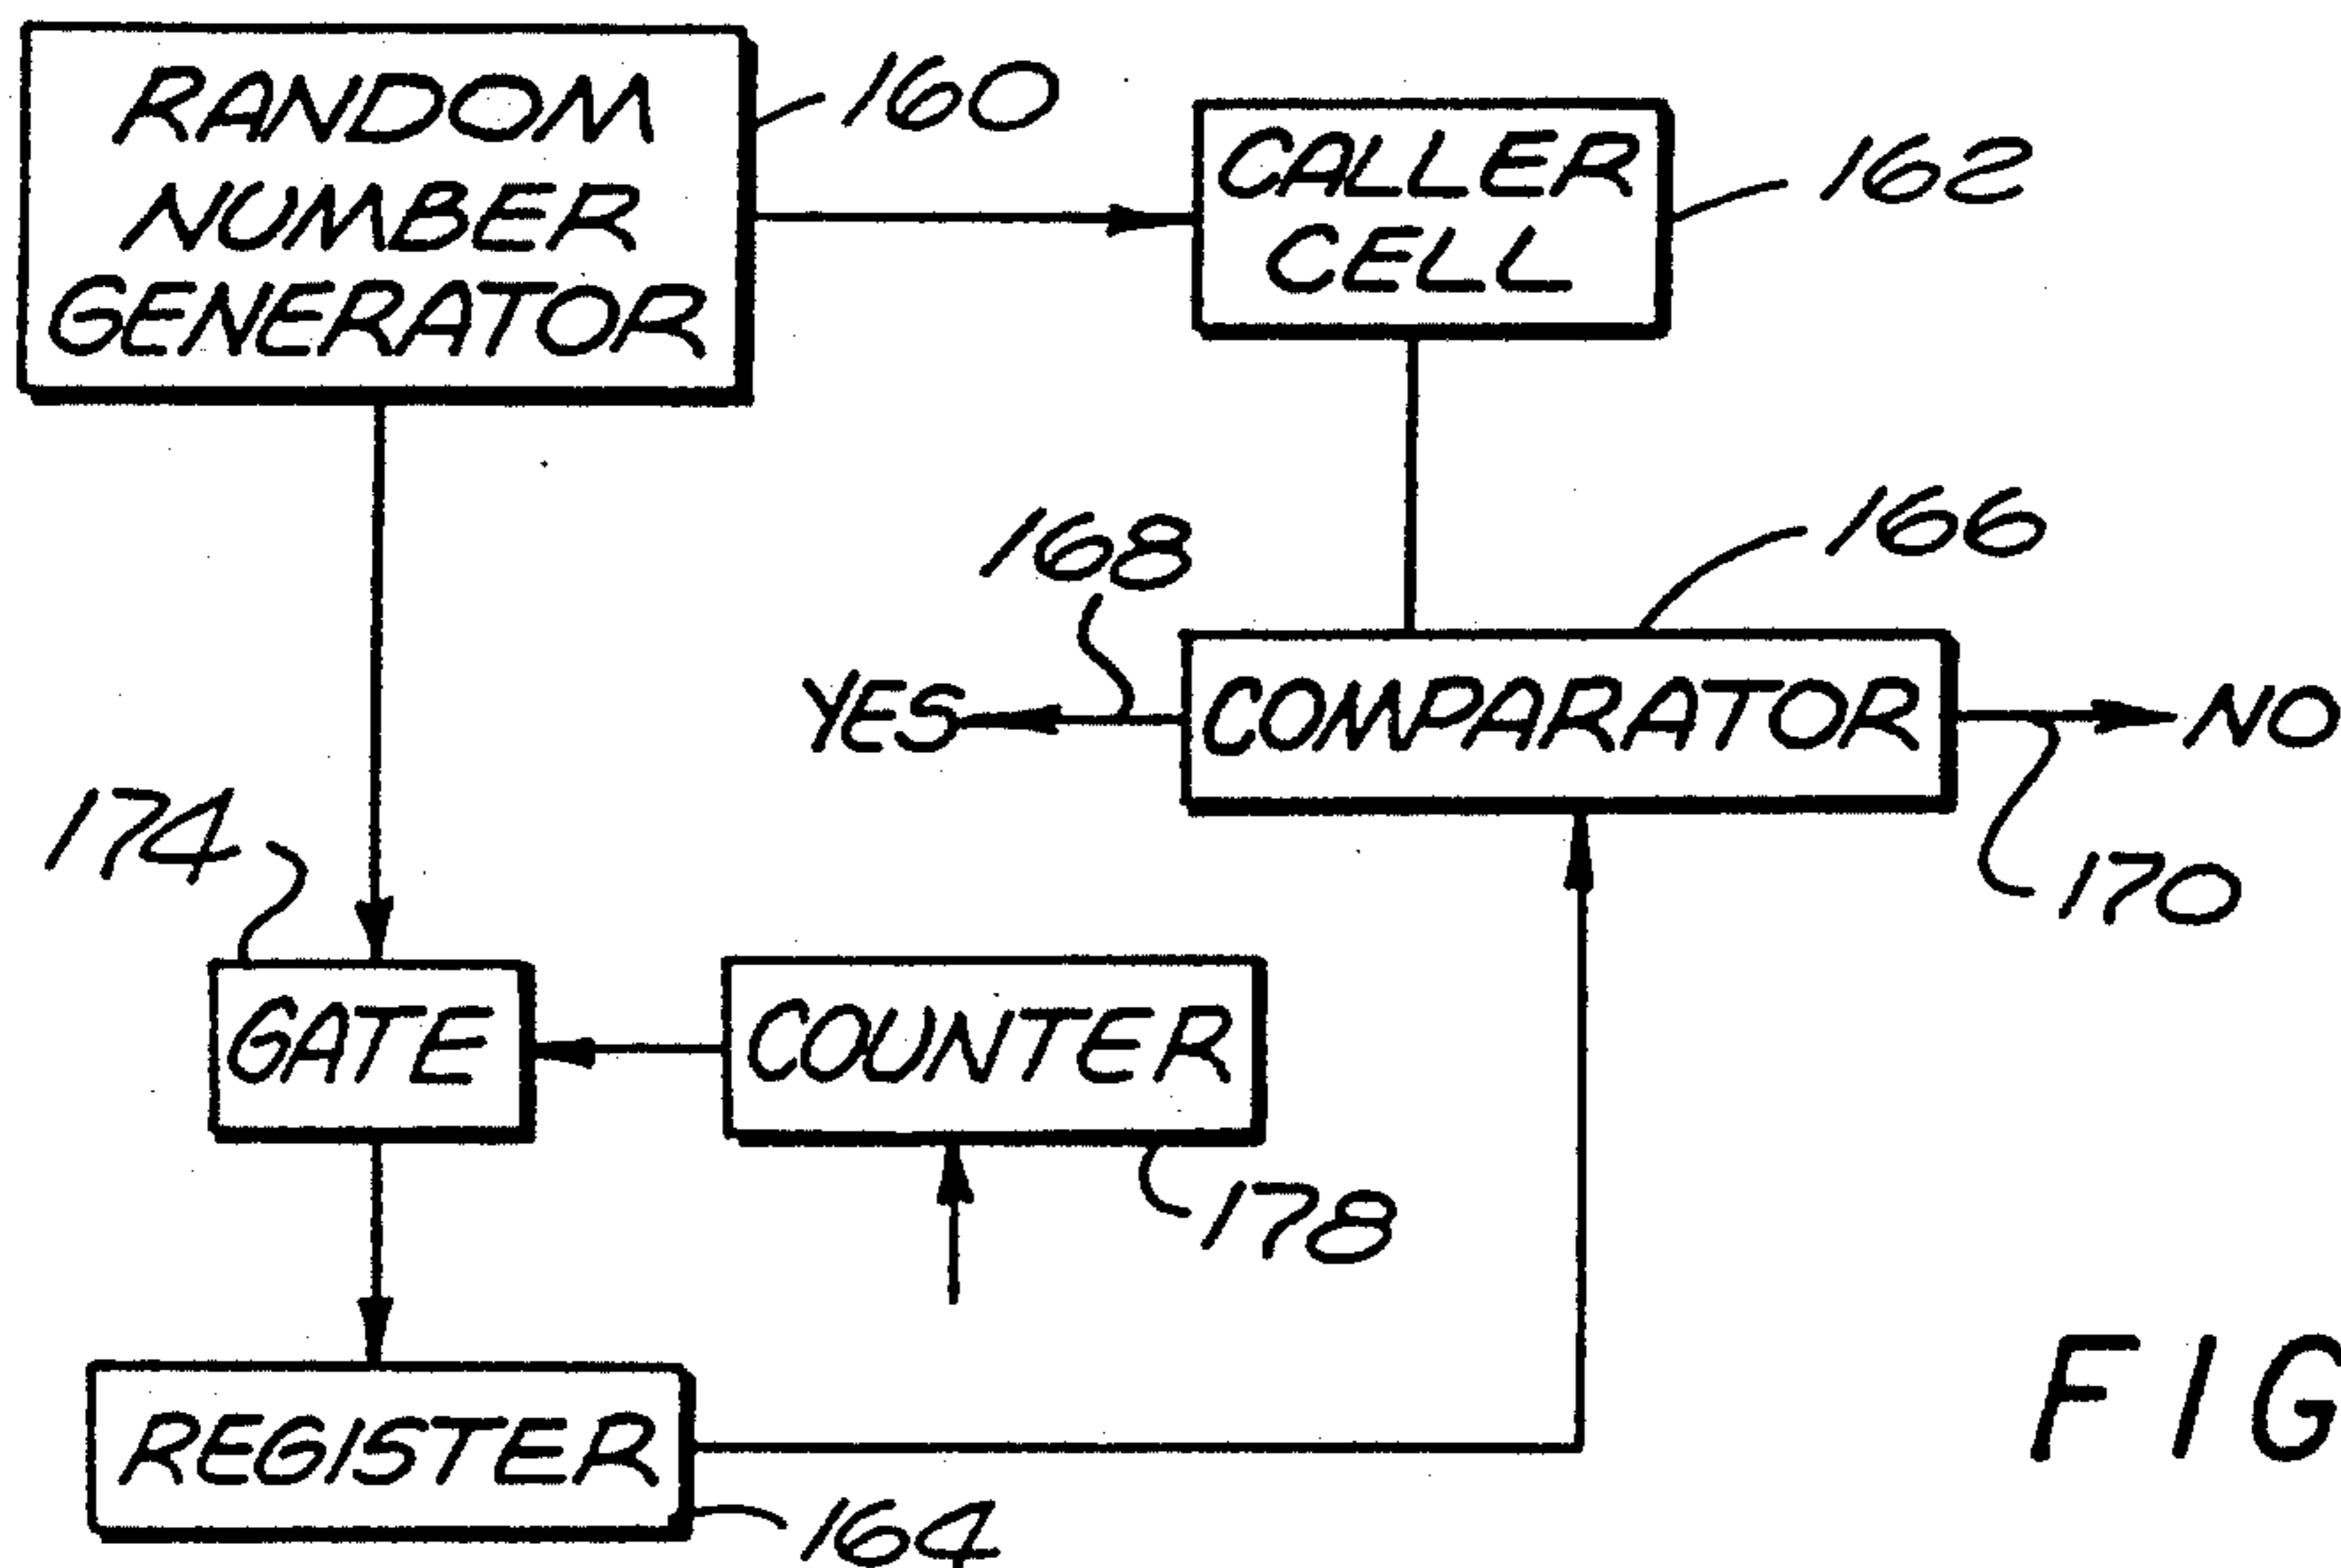 RANDOM
NUMBER
GENERATOR
160
CALLER
CELL
162
168
166
YES
COMPARATOR
NO
174
170
GATE
COUNTER
178
REGISTER
164
FIG